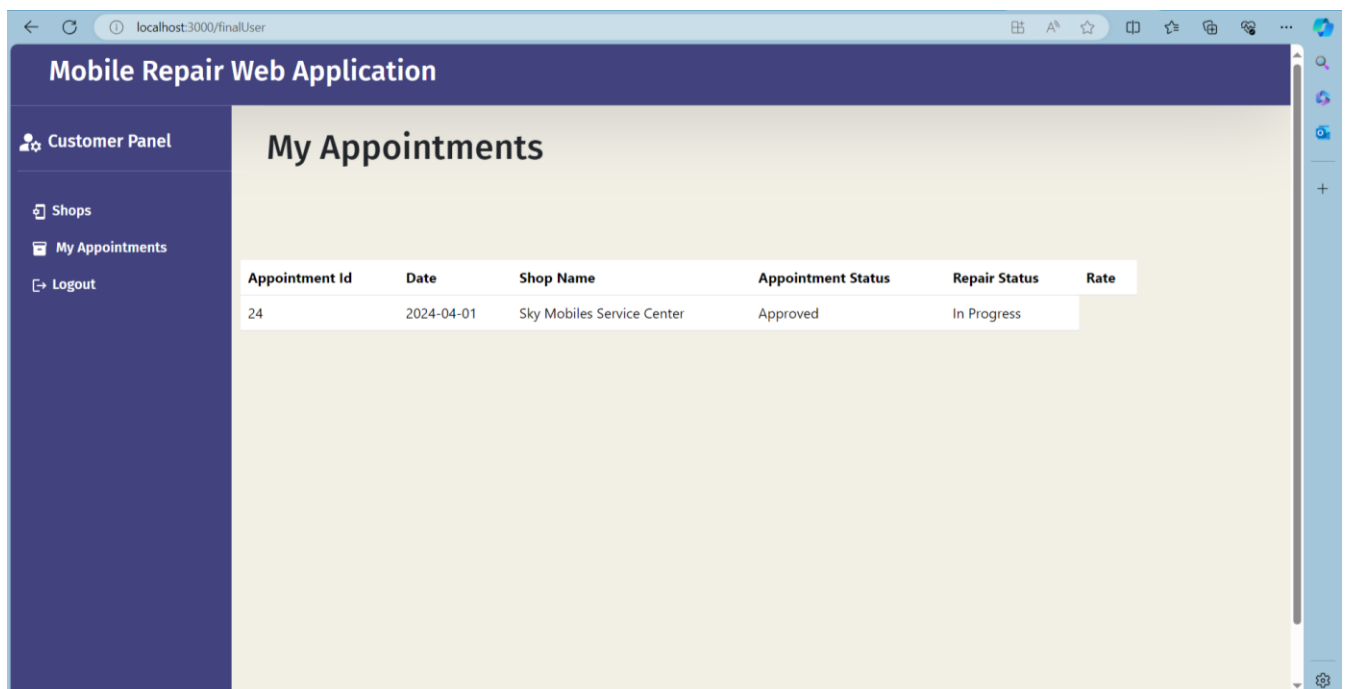 localhost:3000/finalUser
Mobile Repair Web Application
Customer Panel
My Appointments
Shops
My Appointments
Logout
Appointment Id Date Shop Name Appointment Status Repair Status Rate
24 2024-04-01 Sky Mobiles Service Center Approved In Progress